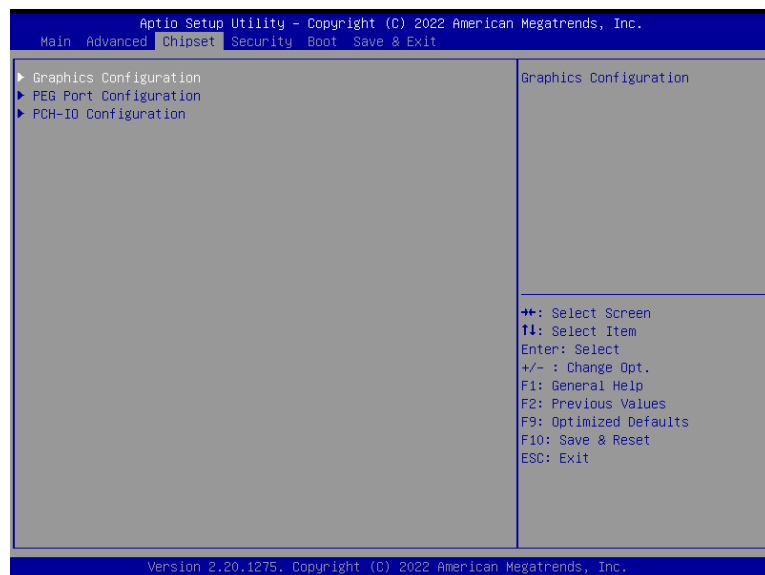 Aptio Setup Utility – Copyright (C) 2022 American Megatrends, Inc.
Main Advanced Chipset Security Boot Save & Exit
▶ Graphics Configuration
▶ PEG Port Configuration
▶ PCH-IO Configuration
Graphics Configuration
→←: Select Screen
↑↓: Select Item
Enter: Select
+/- : Change Opt.
F1: General Help
F2: Previous Values
F9: Optimized Defaults
F10: Save & Reset
ESC: Exit
Version 2.20.1275. Copyright (C) 2022 American Megatrends, Inc.